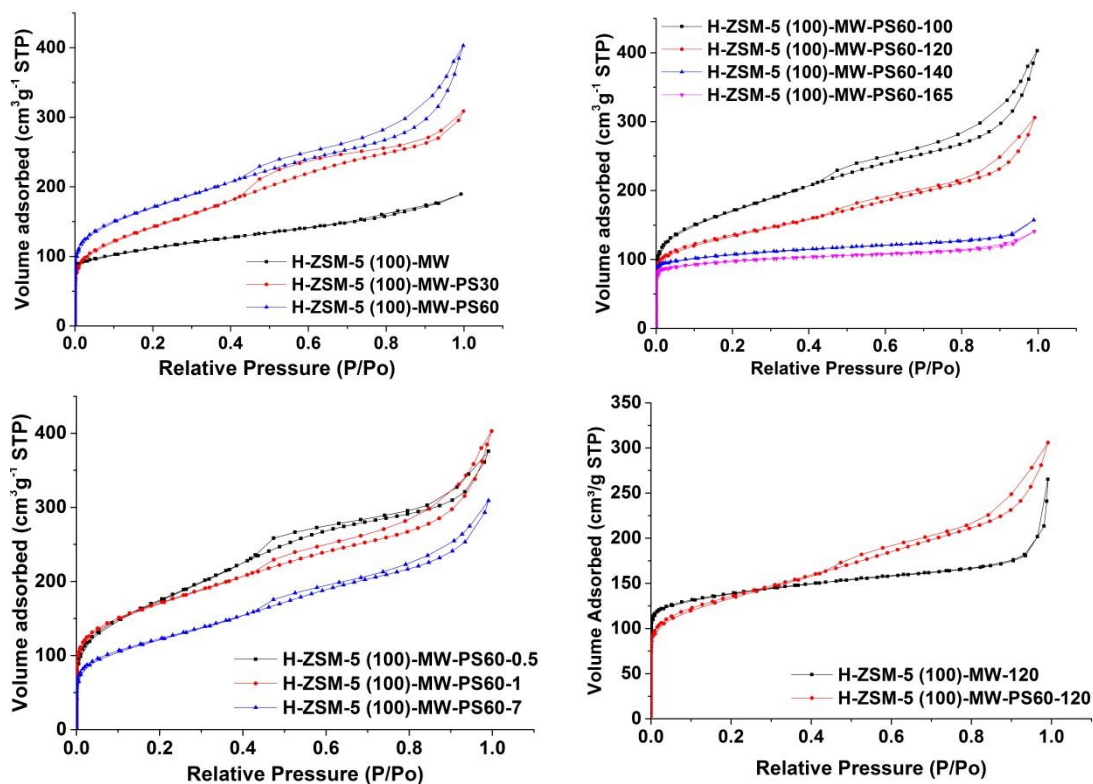 Volume adsorbed (cm³g⁻¹ STP)
400
300
200
100
0
H-ZSM-5 (100)-MW
H-ZSM-5 (100)-MW-PS30
H-ZSM-5 (100)-MW-PS60
0.0 0.2 0.4 0.6 0.8 1.0
Relative Pressure (P/Po)
Volume adsorbed (cm³g⁻¹ STP)
400
300
200
100
0
H-ZSM-5 (100)-MW-PS60-100
H-ZSM-5 (100)-MW-PS60-120
H-ZSM-5 (100)-MW-PS60-140
H-ZSM-5 (100)-MW-PS60-165
0.0 0.2 0.4 0.6 0.8 1.0
Relative Pressure (P/Po)
Volume adsorbed (cm³g⁻¹ STP)
400
300
200
100
0
H-ZSM-5 (100)-MW-PS60-0.5
H-ZSM-5 (100)-MW-PS60-1
H-ZSM-5 (100)-MW-PS60-7
0.0 0.2 0.4 0.6 0.8 1.0
Relative Pressure (P/Po)
Volume Adsorbed (cm³/g STP)
350
300
250
200
150
100
50
0
H-ZSM-5 (100)-MW-120
H-ZSM-5 (100)-MW-PS60-120
0.0 0.2 0.4 0.6 0.8 1.0
Relative Pressure (P/Po)